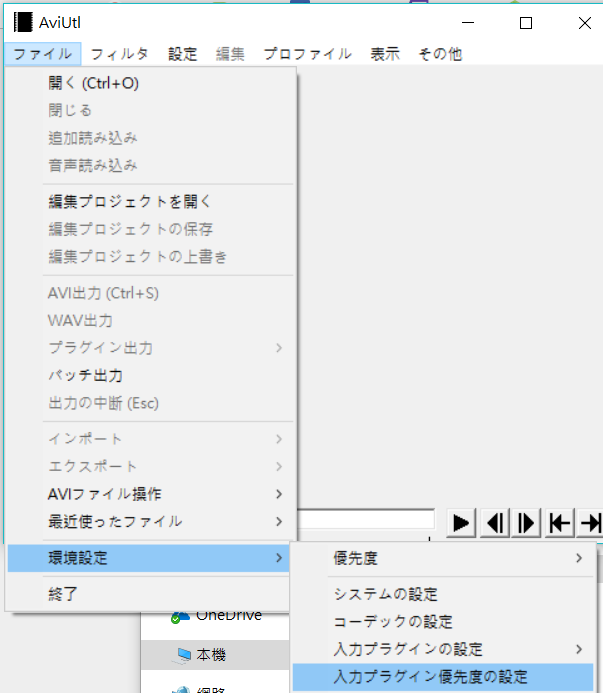 AviUtl
ファイル フィルタ 設定 編集 プロファイル 表示 その他
開く (Ctrl+O)
閉じる
追加読み込み
音声読み込み
編集プロジェクトを開く
編集プロジェクトの保存
編集プロジェクトの上書き
AVI出力 (Ctrl+S)
WAV出力
プラグイン出力
バッチ出力
出力の中断 (Esc)
インポート
エクスポート
AVIファイル操作
最近使ったファイル
環境設定
終了
優先度
システムの設定
コーデックの設定
入力プラグインの設定
入力プラグイン優先度の設定
OneDrive
本機
網路